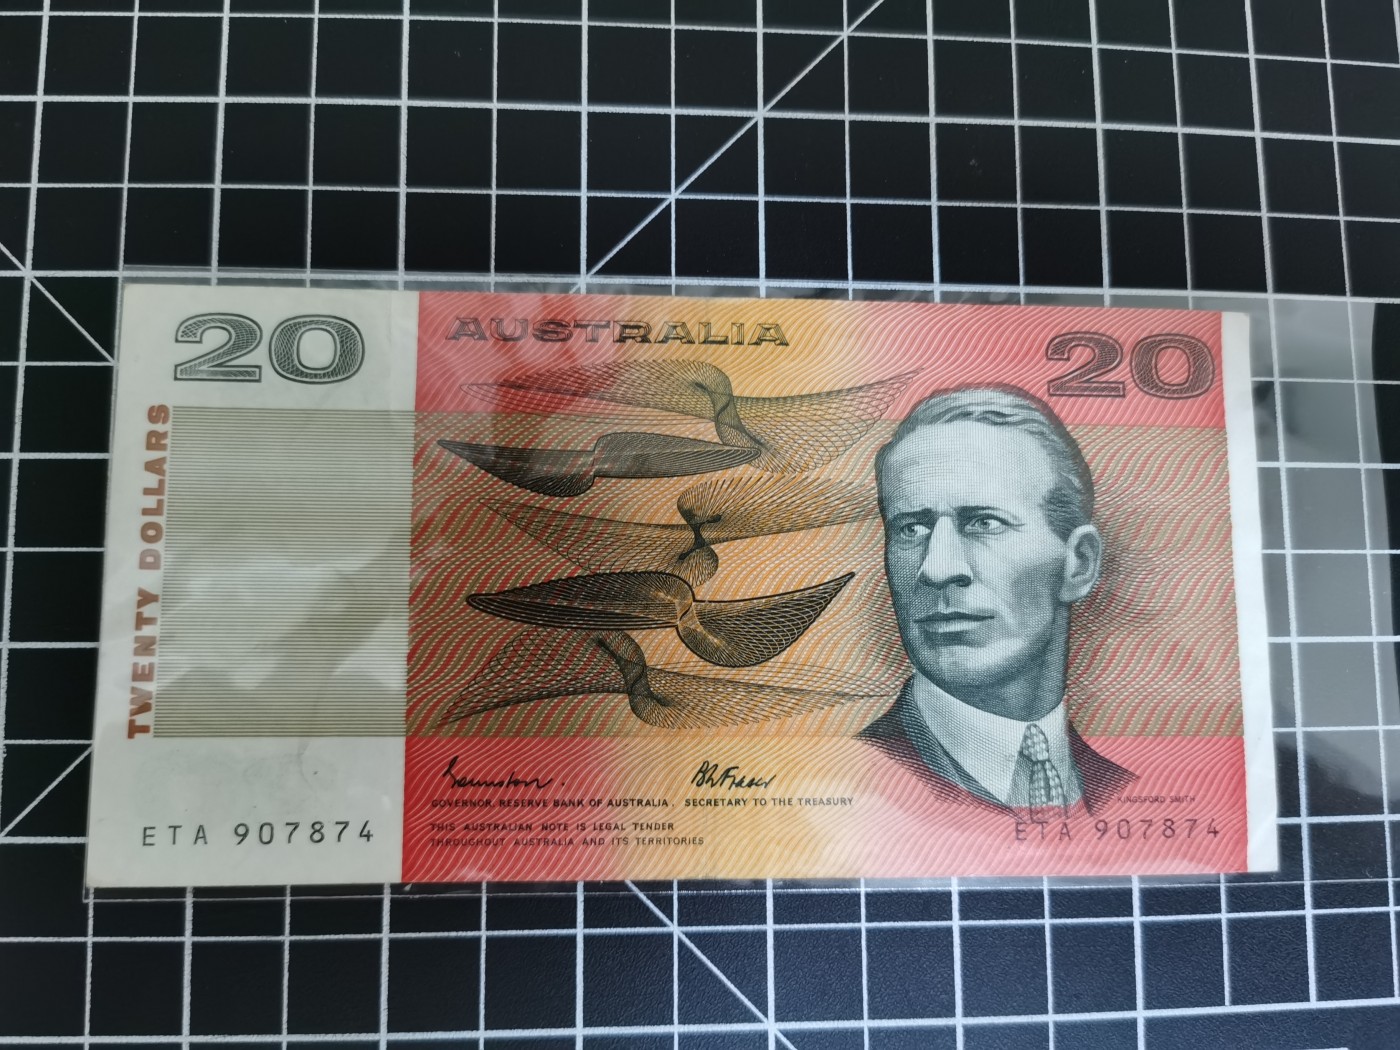 20
AUSTRALIA
20
TWENTY DOLLARS
GOVERNOR, RESERVE BANK OF AUSTRALIA. SECRETARY TO THE TREASURY
KINGSFORD SMITH
THIS AUSTRALIAN NOTE IS LEGAL TENDER
THROUGHOUT AUSTRALIA AND ITS TERRITORIES
ETA 907874
ETA 907874